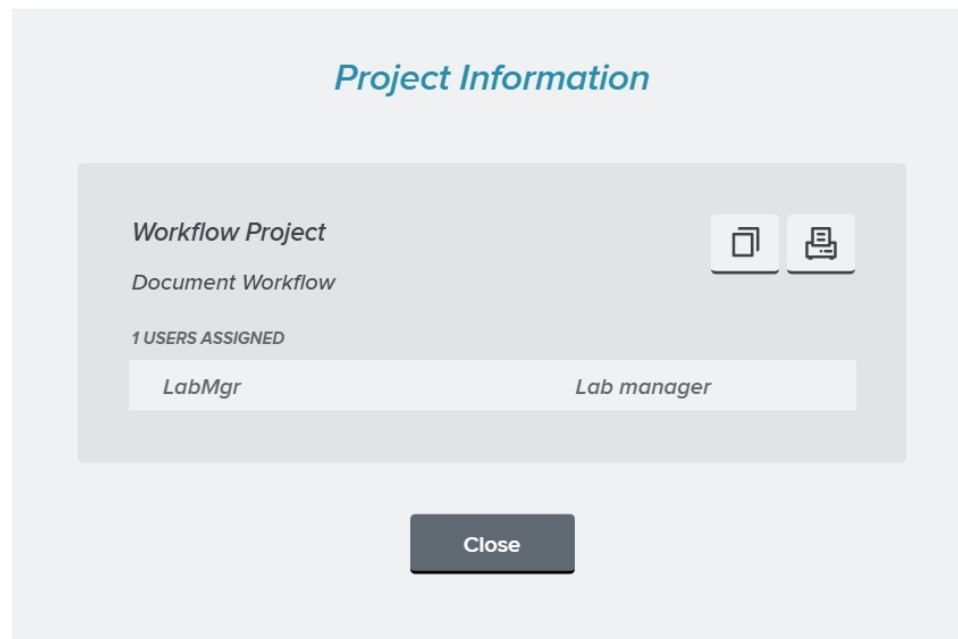 Project Information
Workflow Project
Document Workflow
1 USERS ASSIGNED
LabMgr Lab manager
Close